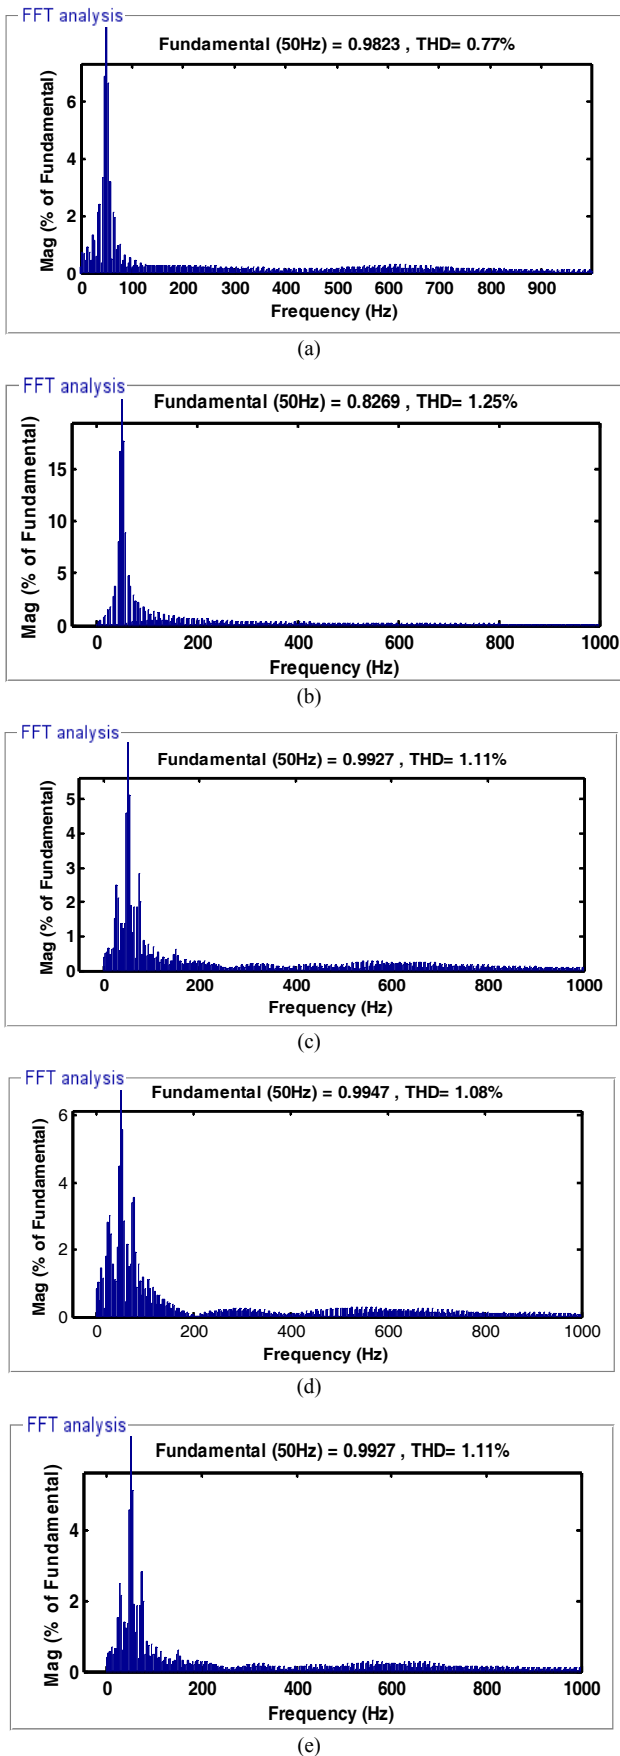 FFT analysis
Fundamental (50Hz) = 0.9823 , THD= 0.77%
Mag (% of Fundamental)
6
4
2
0
0 100 200 300 400 500 600 700 800 900
Frequency (Hz)
(a)
FFT analysis
Fundamental (50Hz) = 0.8269 , THD= 1.25%
Mag (% of Fundamental)
15
10
5
0
0 200 400 600 800 1000
Frequency (Hz)
(b)
FFT analysis
Fundamental (50Hz) = 0.9927 , THD= 1.11%
Mag (% of Fundamental)
5
4
3
2
1
0
0 200 400 600 800 1000
Frequency (Hz)
(c)
FFT analysis
Fundamental (50Hz) = 0.9947 , THD= 1.08%
Mag (% of Fundamental)
6
4
2
0
0 200 400 600 800 1000
Frequency (Hz)
(d)
FFT analysis
Fundamental (50Hz) = 0.9927 , THD= 1.11%
Mag (% of Fundamental)
4
2
0
0 200 400 600 800 1000
Frequency (Hz)
(e)